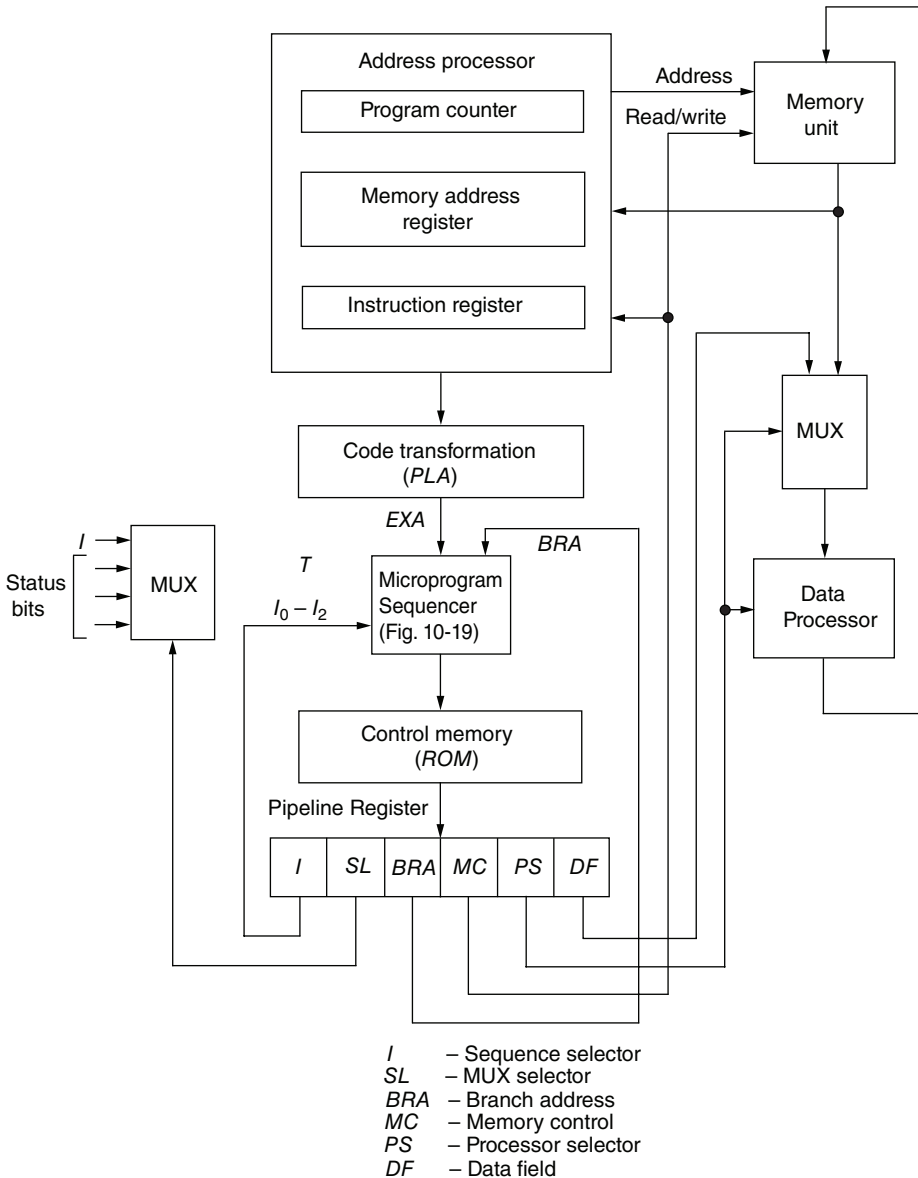 Address processor
Program counter
Memory address
register
Instruction register
Address
Read/write
Memory
unit
MUX
Data
Processor
Code transformation
(PLA)
EXA
BRA
I
Status
bits
MUX
T
I₀ – I₂
Microprogram
Sequencer
(Fig. 10-19)
Control memory
(ROM)
Pipeline Register
I SL BRA MC PS DF
I – Sequence selector
SL – MUX selector
BRA – Branch address
MC – Memory control
PS – Processor selector
DF – Data field